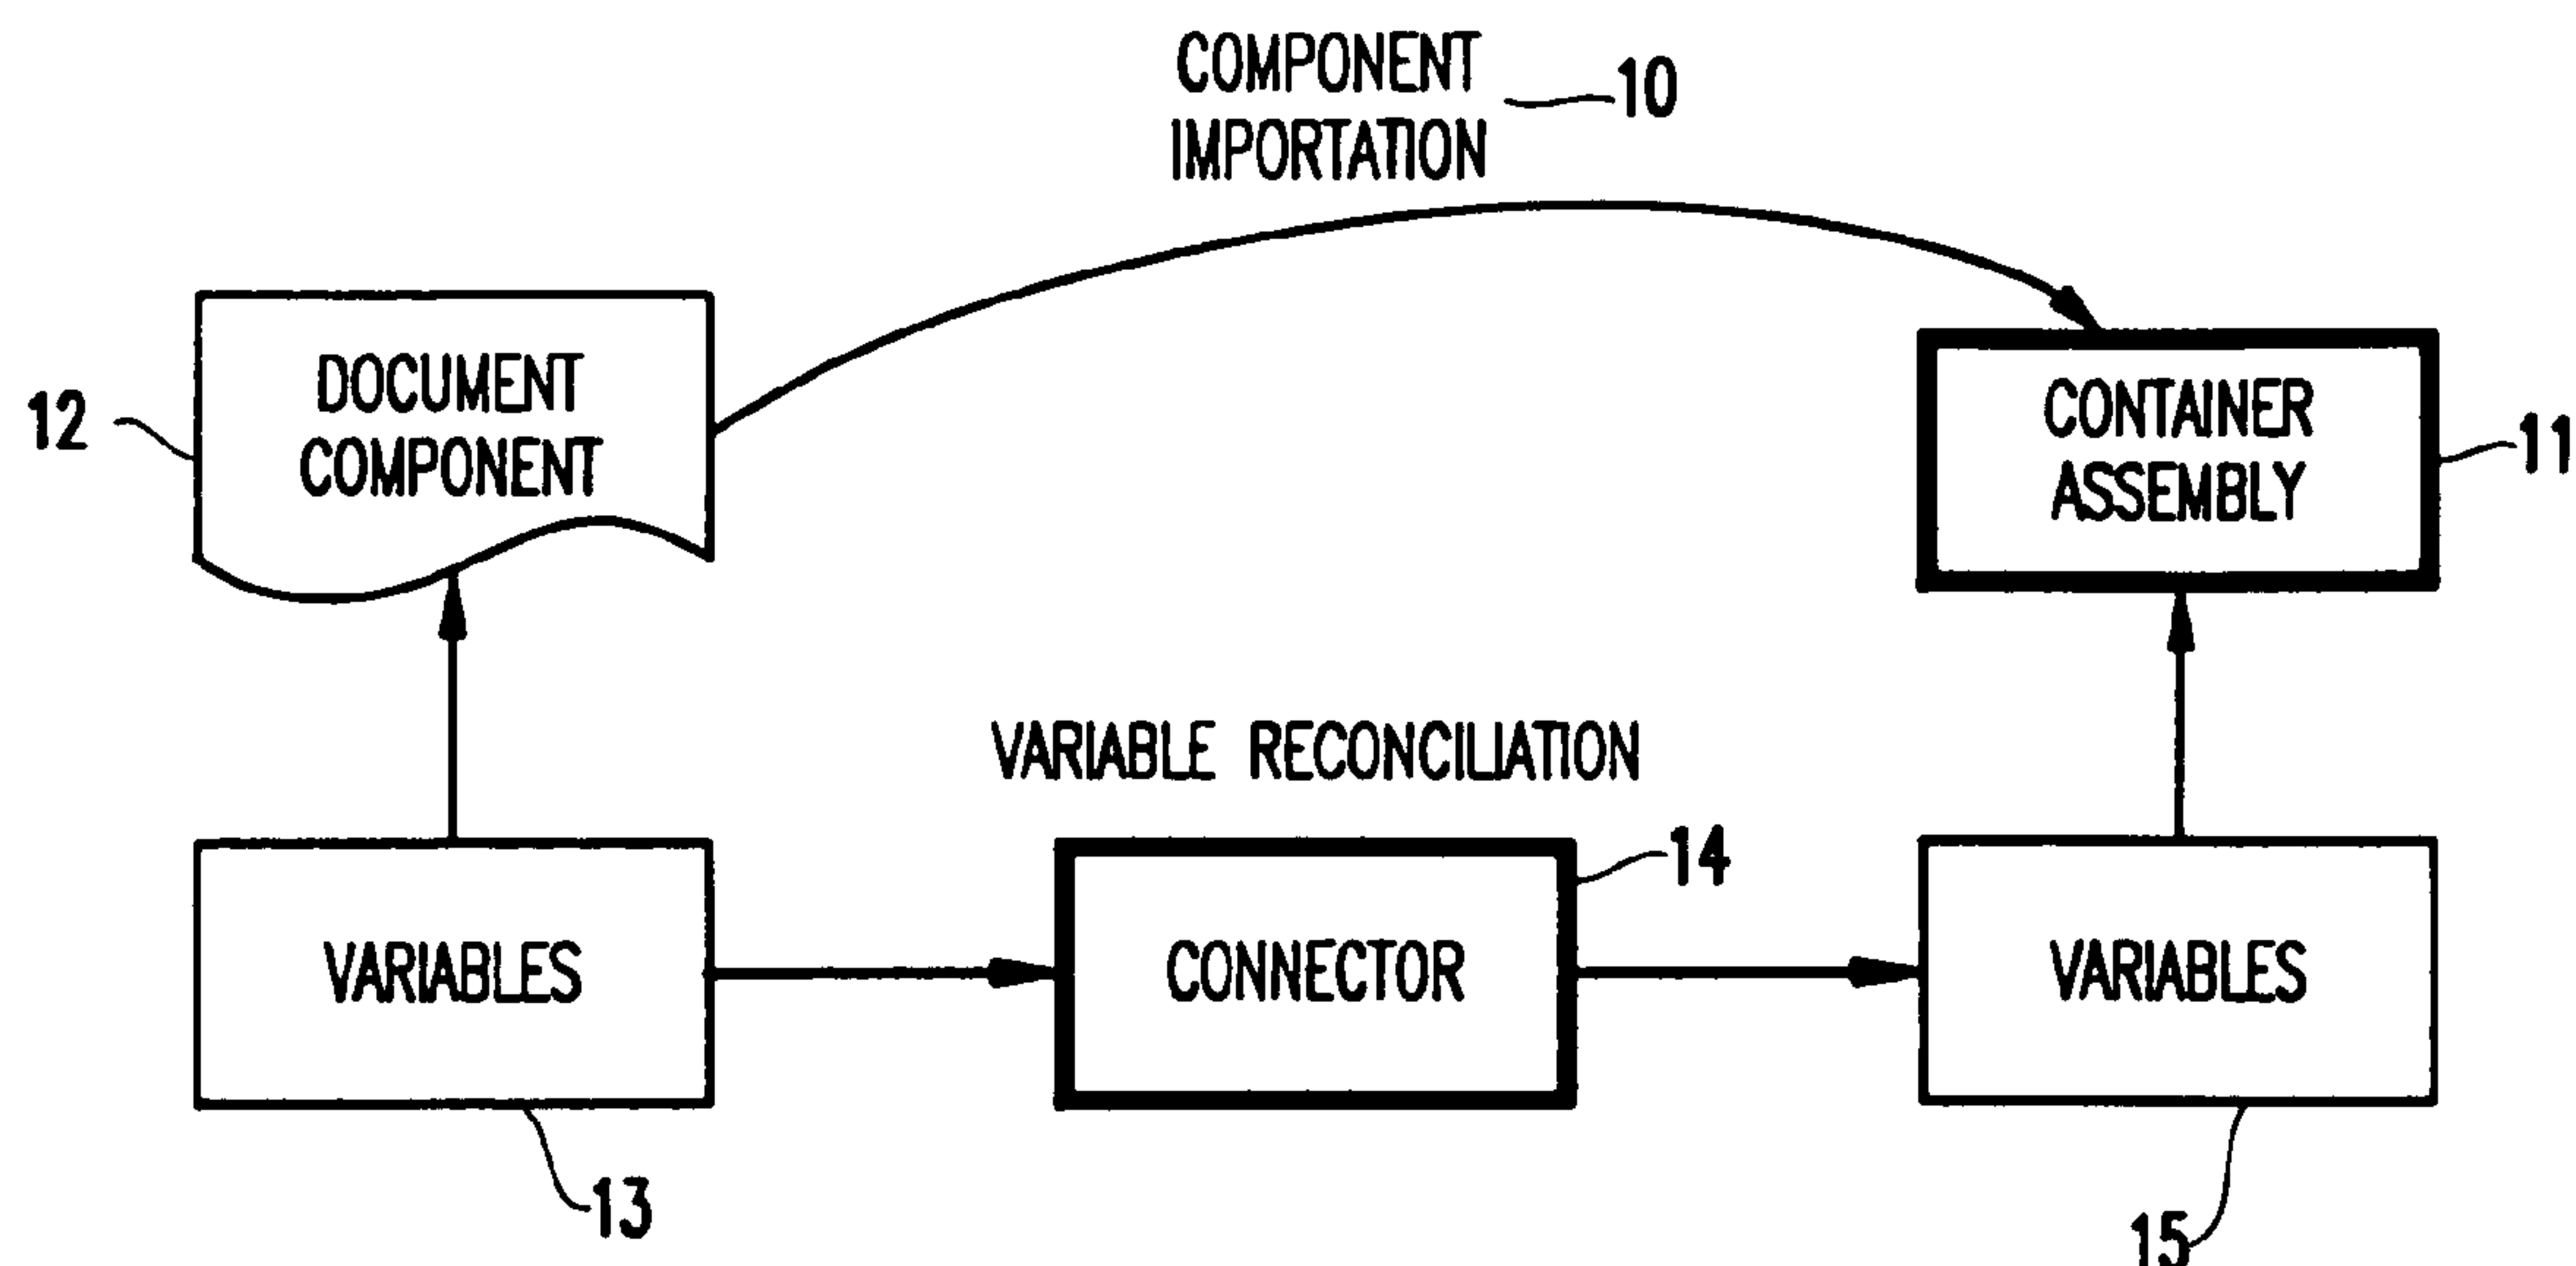 COMPONENT
IMPORTATION
10
DOCUMENT
COMPONENT
12
CONTAINER
ASSEMBLY
11
VARIABLE RECONCILIATION
14
VARIABLES
CONNECTOR
VARIABLES
13
15